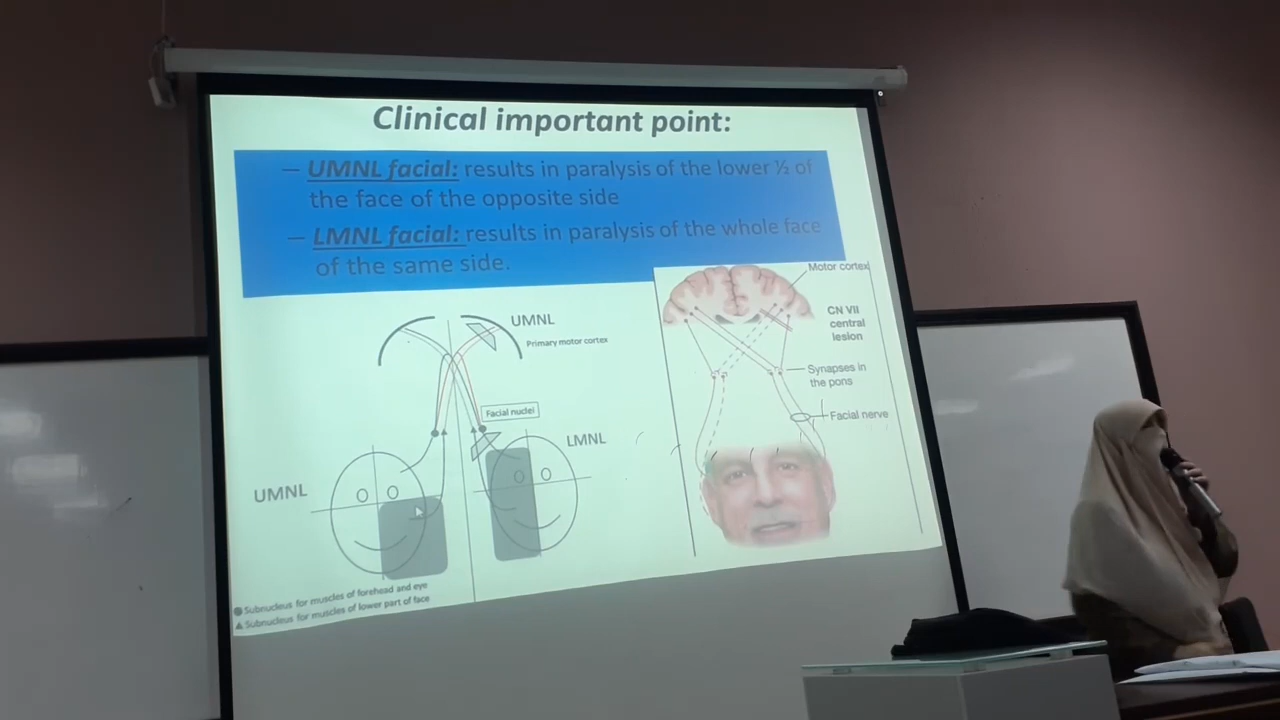 Clinical important point:
– UMNL facial: results in paralysis of the lower ½ of
the face of the opposite side
– LMNL facial: results in paralysis of the whole face
of the same side.
UMNL
Primary motor cortex
Facial nuclei
LMNL
UMNL
Subnucleus for muscles of forehead and eye
Subnucleus for muscles of lower part of face
Motor cortex
CN VII
central
lesion
Synapses in
the pons
Facial nerve